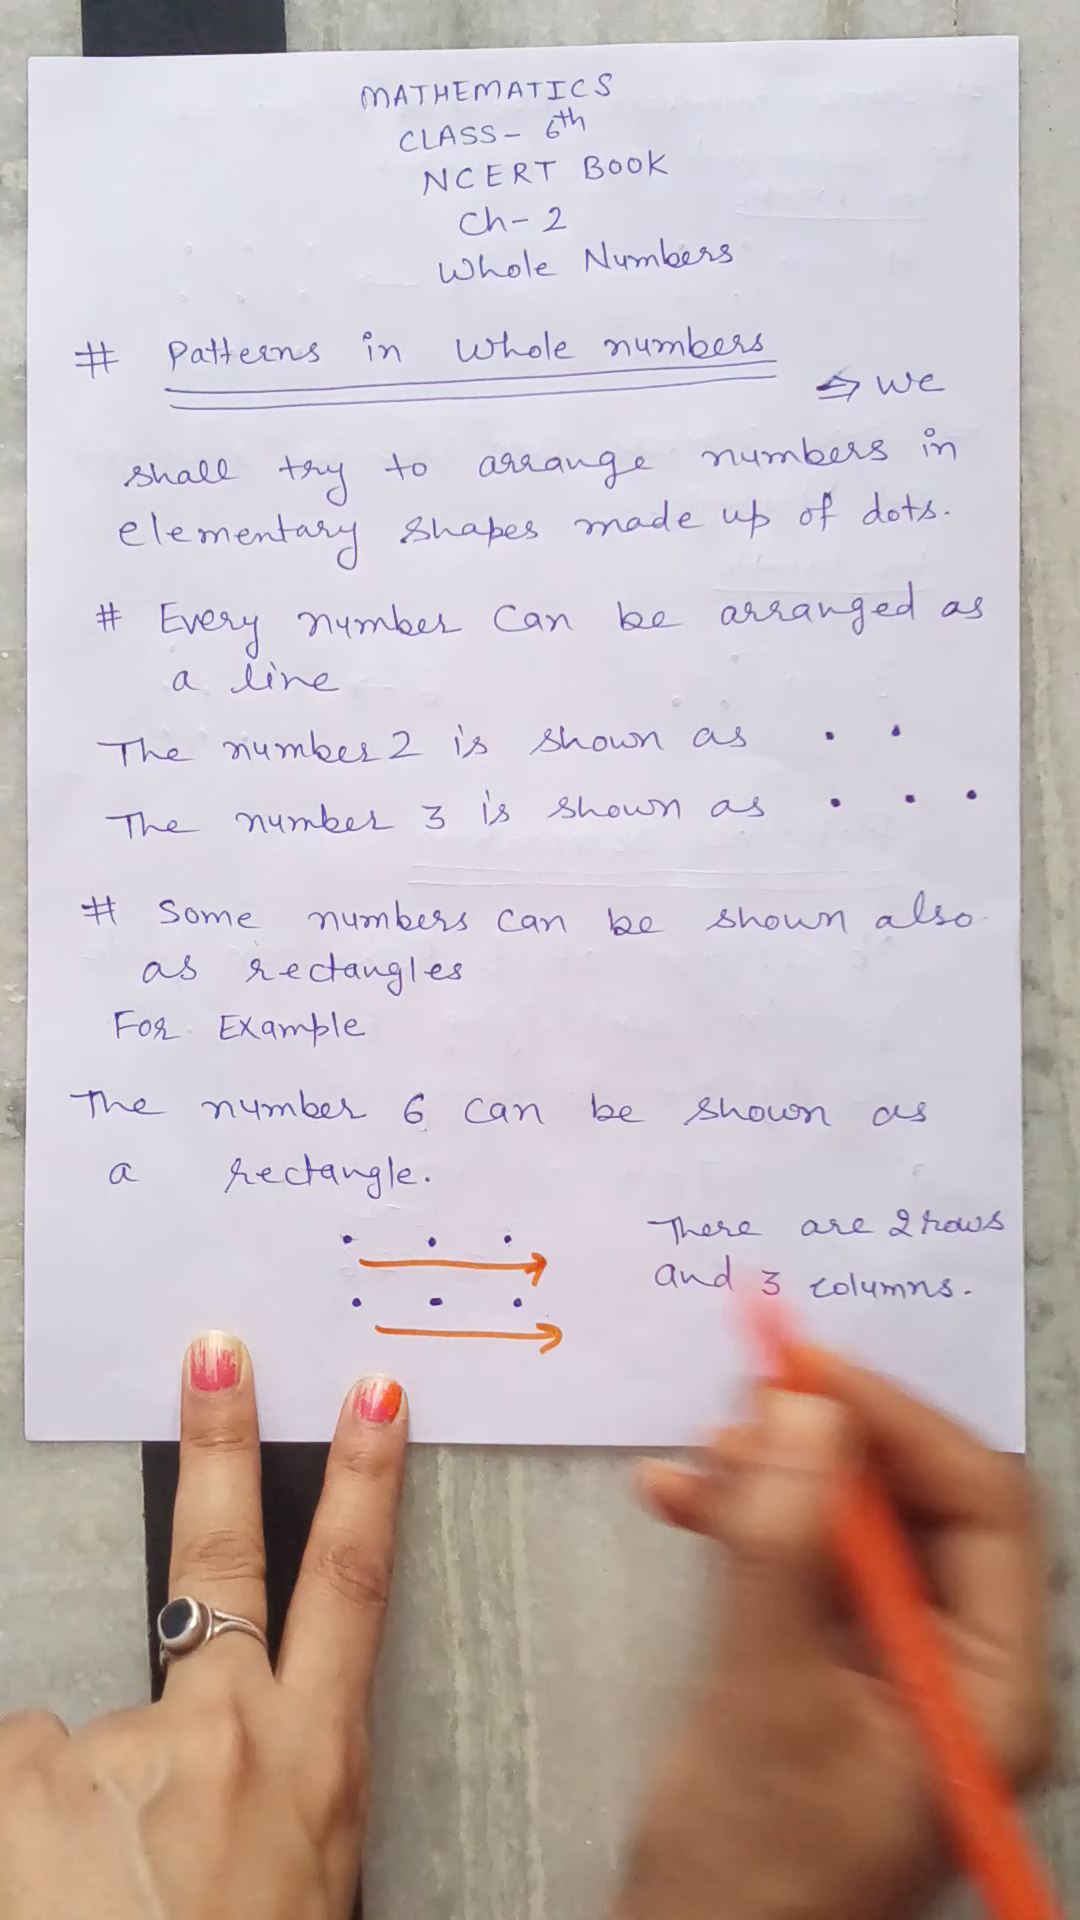 MATHEMATICS
CLASS- 6th
NCERT BOOK
Ch-2
Whole Numbers
# Patterns in Whole numbers
⇒ We
shall try to arrange numbers in
elementary shapes made up of dots.
# Every number can be arranged as
a line
The number 2 is shown as . .
The number 3 is shown as . . .
# Some numbers can be shown also
as rectangles
For Example
The number 6 can be shown as
a rectangle.
There are 2 rows
and 3 columns.